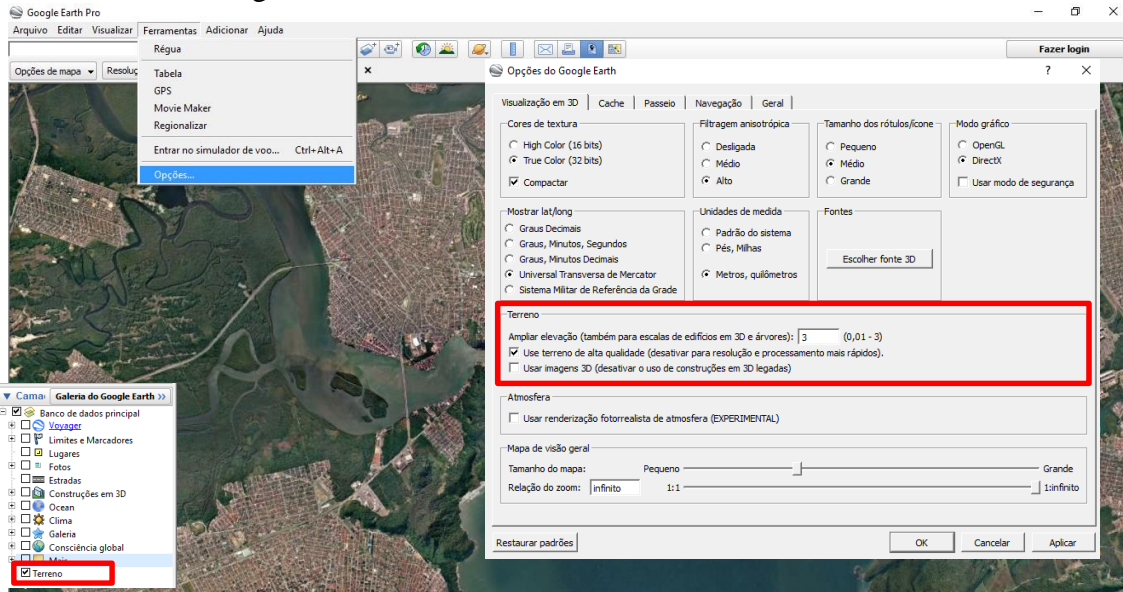 Google Earth Pro
Arquivo Editar Visualizar Ferramentas Adicionar Ajuda
Fazer login
Opções de mapa
Régua
Tabela
GPS
Movie Maker
Regionalizar
Entrar no simulador de voo... Ctrl+Alt+A
Opções...
Opções do Google Earth
Visualização em 3D Cache Passeio Navegação Geral
Cores de textura
High Color (16 bits)
True Color (32 bits)
Compactar
Filtragem anisotrópica
Desligada
Médio
Alto
Tamanho dos rótulos/ícone
Pequeno
Médio
Grande
Modo gráfico
OpenGL
DirectX
Usar modo de segurança
Mostrar lat/long
Graus Decimais
Graus, Minutos, Segundos
Graus, Minutos Decimais
Universal Transversa de Mercator
Sistema Militar de Referência da Grade
Unidades de medida
Padrão do sistema
Pés, Milhas
Metros, quilômetros
Fontes
Escolher fonte 3D
Terreno
Ampliar elevação (também para escalas de edifícios em 3D e árvores): 3 (0,01 - 3)
Use terreno de alta qualidade (desativar para resolução e processamento mais rápidos).
Usar imagens 3D (desativar o uso de construções em 3D legadas)
Atmosfera
Usar renderização fotorrealista de atmosfera (EXPERIMENTAL)
Mapa de visão geral
Tamanho do mapa: Pequeno Grande
Relação do zoom: infinito 1:1 1:infinito
Restaurar padrões OK Cancelar Aplicar
Galeria do Google Earth >>
Banco de dados principal
Voyager
Limites e Marcadores
Lugares
Fotos
Estradas
Construções em 3D
Ocean
Clima
Galeria
Consciência global
Terreno